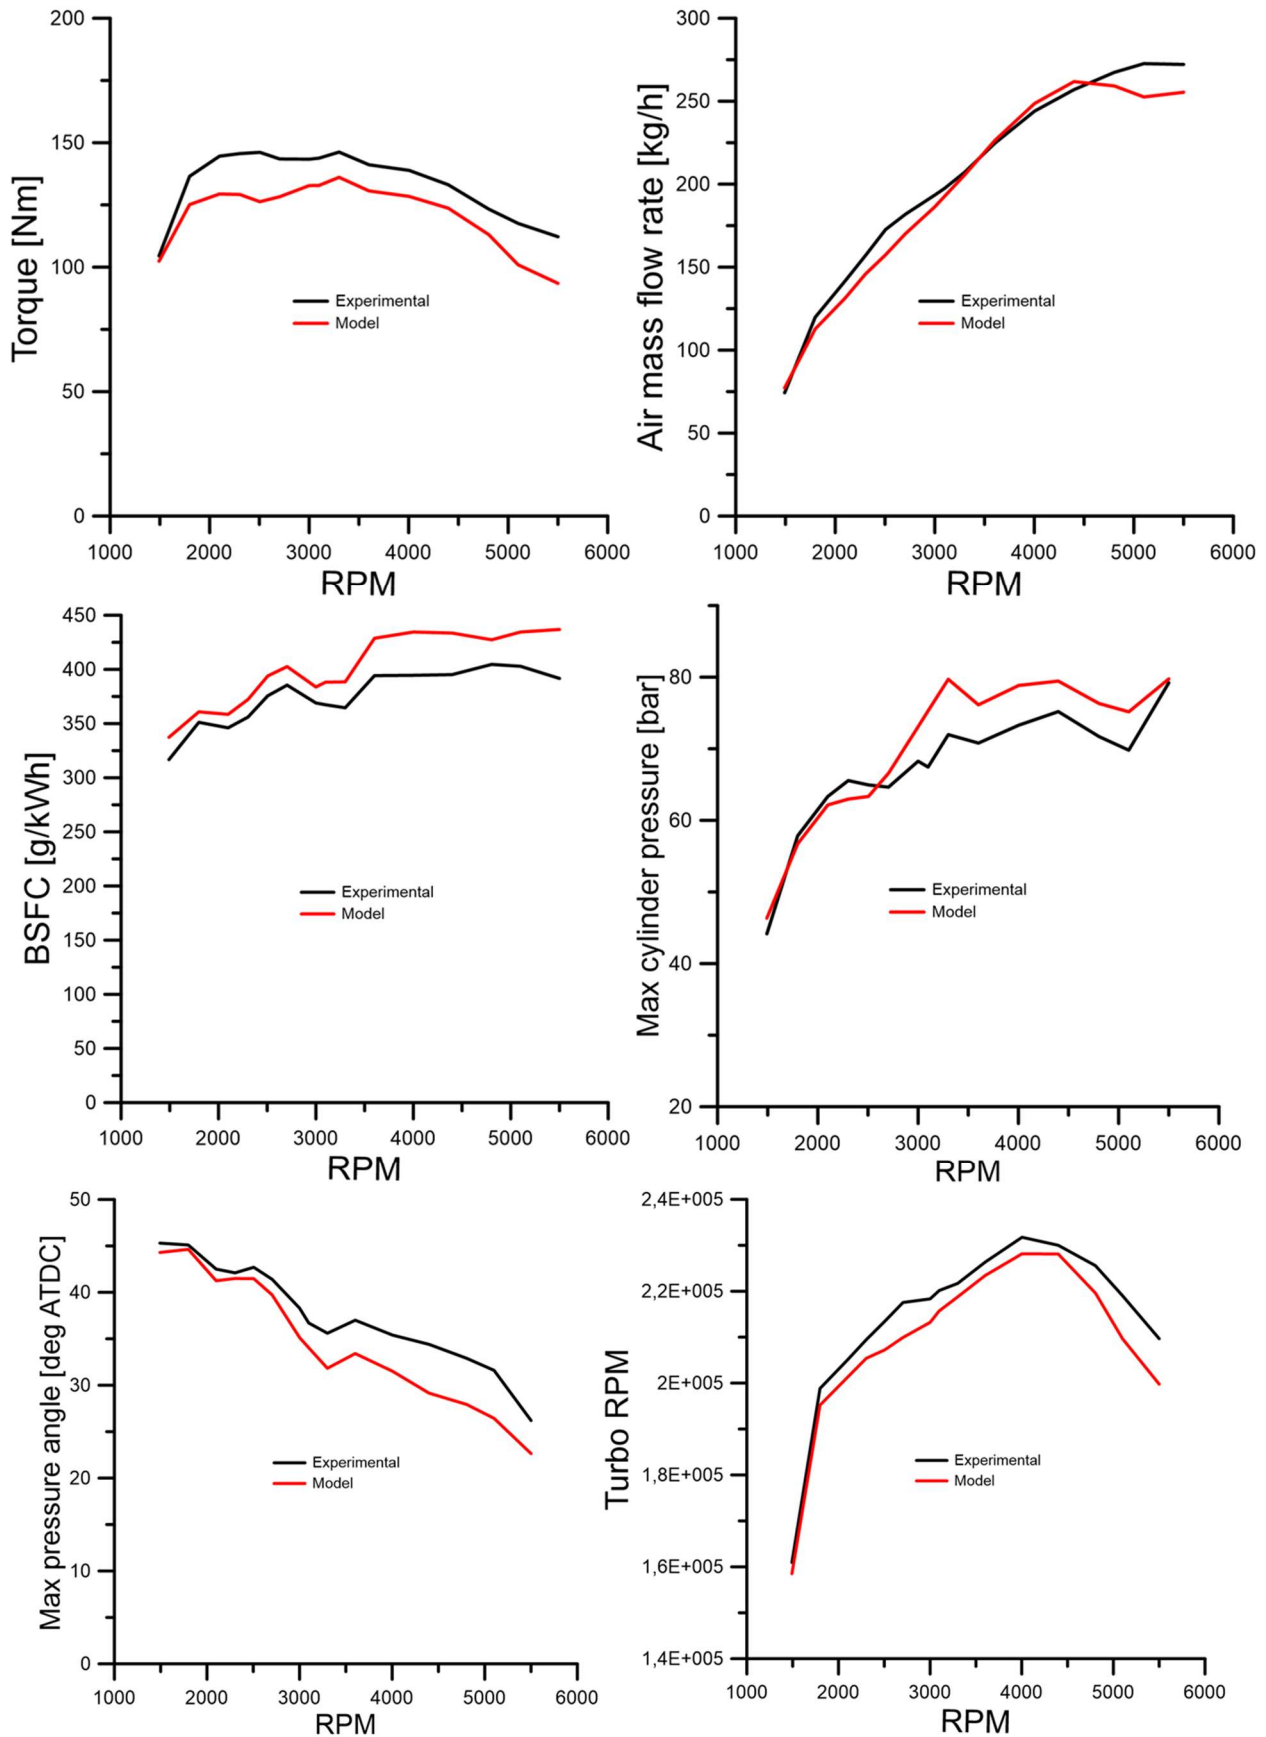 200
150
100
50
0
Torque [Nm]
Experimental
Model
1000 2000 3000 4000 5000 6000
RPM
300
250
200
150
100
50
0
Air mass flow rate [kg/h]
Experimental
Model
1000 2000 3000 4000 5000 6000
RPM
450
400
350
300
250
200
150
100
50
0
BSFC [g/kWh]
Experimental
Model
1000 2000 3000 4000 5000 6000
RPM
80
60
40
20
Max cylinder pressure [bar]
Experimental
Model
1000 2000 3000 4000 5000 6000
RPM
50
40
30
20
10
0
Max pressure angle [deg ATDC]
Experimental
Model
1000 2000 3000 4000 5000 6000
RPM
2,4E+005
2,2E+005
2E+005
1,8E+005
1,6E+005
1,4E+005
Turbo RPM
Experimental
Model
1000 2000 3000 4000 5000 6000
RPM